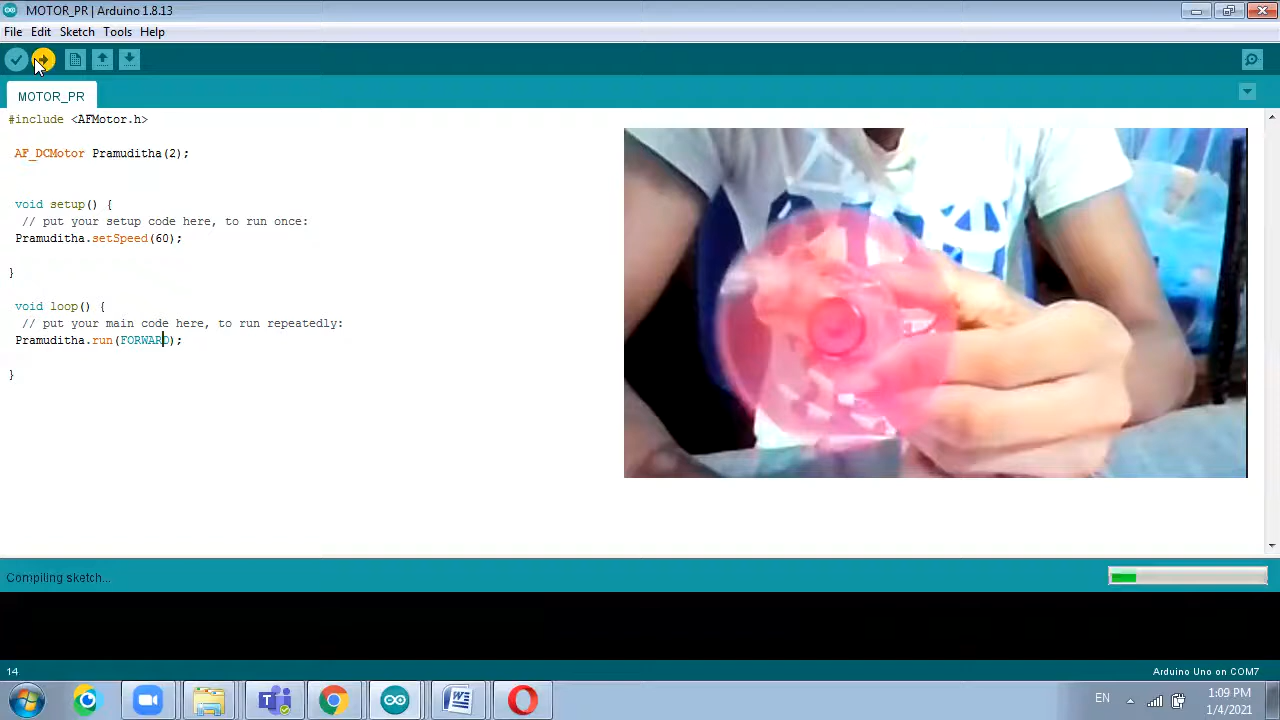 MOTOR_PR | Arduino 1.8.13
File Edit Sketch Tools Help
MOTOR_PR
#include <AFMotor.h>
AF_DCMotor Pramuditha(2);
void setup() {
// put your setup code here, to run once:
Pramuditha.setSpeed(60);
}
void loop() {
// put your main code here, to run repeatedly:
Pramuditha.run(FORWARD);
}
Compiling sketch...
14 Arduino Uno on COM7
EN 1:09 PM
1/4/2021